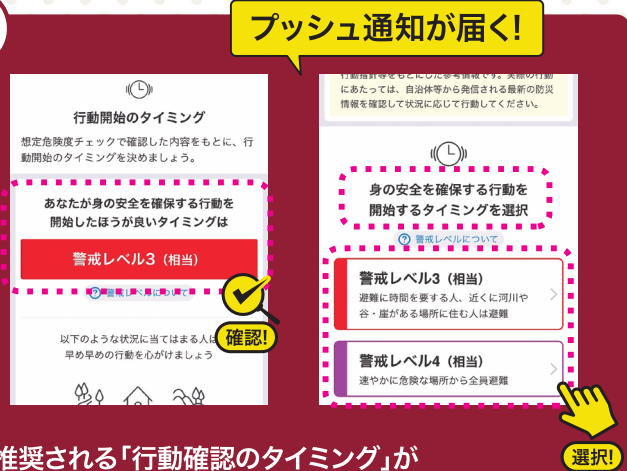 プッシュ通知が届く!
行動開始のタイミング
想定危険度チェックで確認した内容をもとに、行
動開始のタイミングを決めましょう。
あなたが身の安全を確保する行動を
開始したほうが良いタイミングは
警戒レベル3（相当）
? 警戒レベルについて
確認!
以下のような状況に当てはまる人は
早め早めの行動を心がけましょう
行動指針等をもとにした参考情報です。実際の行動
にあたっては、自治体等から発信される最新の防災
情報を確認して状況に応じて行動してください。
身の安全を確保する行動を
開始するタイミングを選択
? 警戒レベルについて
警戒レベル3（相当）
避難に時間を要する人、近くに河川や
谷・崖がある場所に住む人は避難
警戒レベル4（相当）
速やかに危険な場所から全員避難
選択!
推奨される「行動確認のタイミング」が